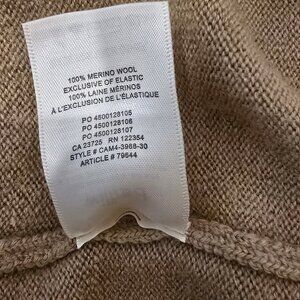 100% MERINO WOOL
EXCLUSIVE OF ELASTIC
100% LAINE MÉRINOS
À L'EXCLUSION DE L'ÉLASTIQUE
PO 4500128105
PO 4500128106
PO 4500128107
CA 23725 RN 122354
STYLE # CAM4-3968-30
ARTICLE # 79644